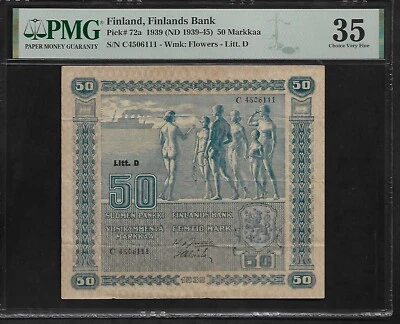 PMG
PAPER MONEY GUARANTY
Finland, Finlands Bank
Pick# 72a 1939 (ND 1939-45) 50 Markkaa
S/N C4506111 - Wmk: Flowers - Litt. D
35
Choice Very Fine
50 50
C 4506111
Litt. D
50
SUOMEN PANKKI FINLANDS BANK
VIISIKYMMENTÄ MARKKAA FEMTIO MARK
C 4506111
50 1939 50